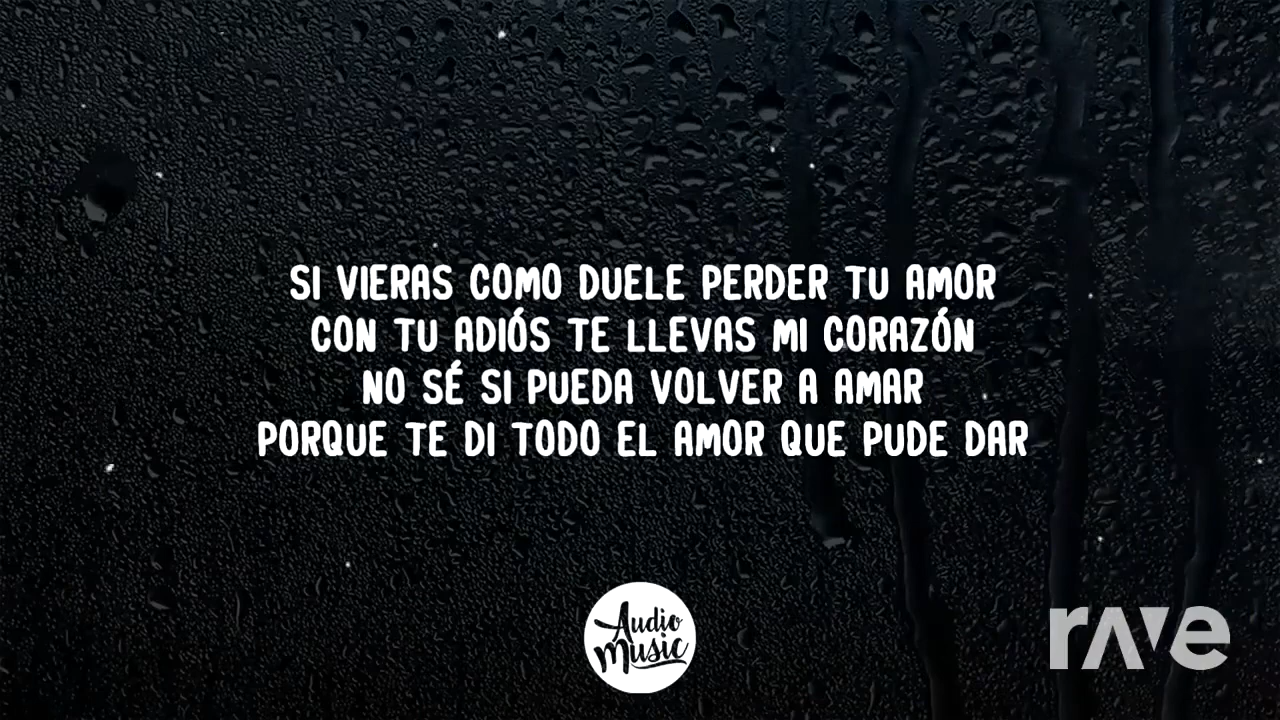 SI VIERAS COMO DUELE PERDER TU AMOR
CON TU ADIÓS TE LLEVAS MI CORAZÓN
NO SÉ SI PUEDA VOLVER A AMAR
PORQUE TE DI TODO EL AMOR QUE PUDE DAR
Audio
Music
rave